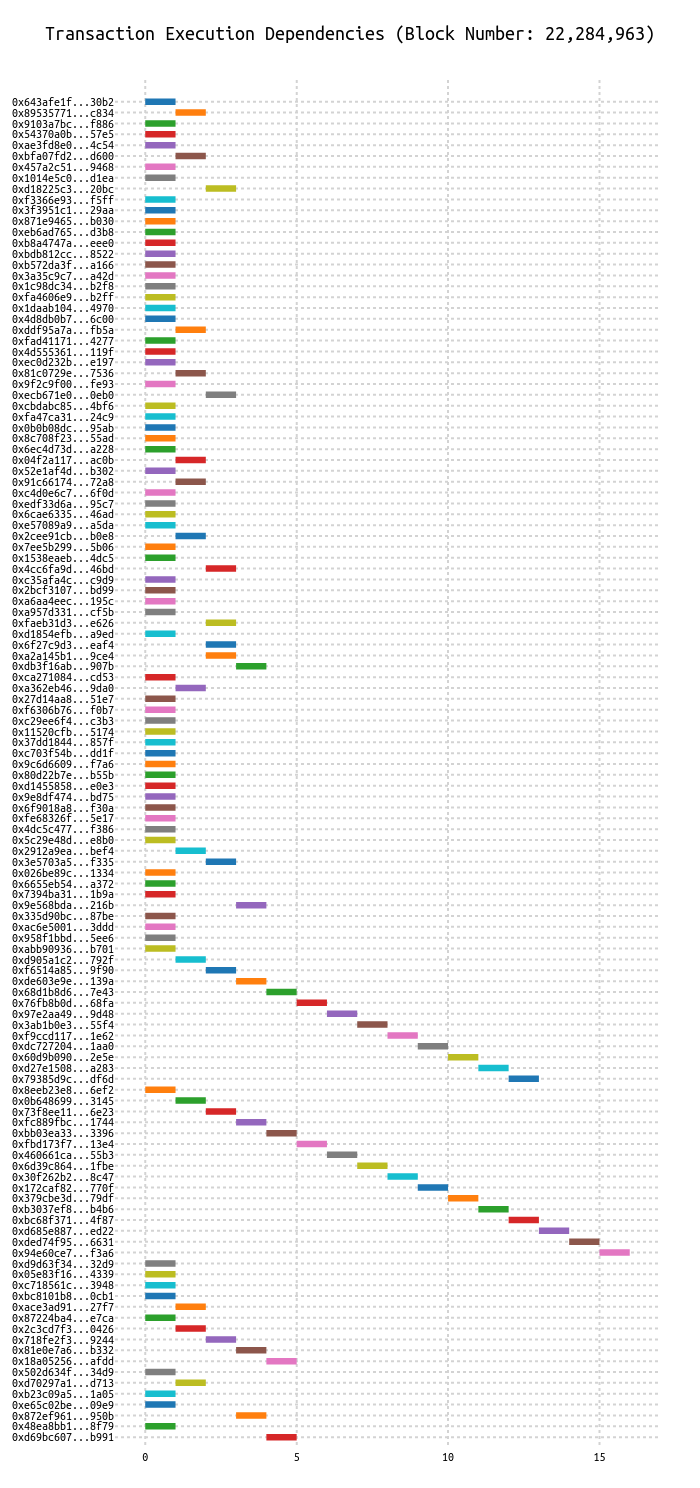 Transaction Execution Dependencies (Block Number: 22,284,963)
0x643afe1f...30b2
0x89535771...c834
0x9103a7bc...f886
0x54370a0b...57e5
0xae3fd8e0...4c54
0xbfa07fd2...d600
0x457a2c51...9468
0x1014e5c0...d1ea
0xd18225c3...20bc
0xf3366e93...f5ff
0x3f3951c1...29aa
0x871e9465...b030
0xeb6ad765...d3b8
0xb8a4747a...eee0
0xbdb812cc...8522
0xb572da3f...a166
0x3a35c9c7...a42d
0x1c98dc34...b2f8
0xfa4606e9...b2ff
0x1daab104...4970
0x4d8db0b7...6c00
0xddf95a7a...fb5a
0xfad41171...4277
0x4d555361...119f
0xec0d232b...e197
0x81c0729e...7536
0x9f2c9f00...fe93
0xecb671e0...0eb0
0xcbdabc85...4bf6
0xfa47ca31...24c9
0x0b0b08dc...95ab
0x8c708f23...55ad
0x6ec4d73d...a228
0x04f2a117...ac0b
0x52e1af4d...b302
0x91c66174...72a8
0xc4d0e6c7...6f0d
0xedf33d6a...95c7
0x6cae6335...46ad
0xe57089a9...a5da
0x2cee91cb...b0e8
0x7ee5b299...5b06
0x1538eaeb...4dc5
0x4cc6fa9d...46bd
0xc35afa4c...c9d9
0x2bcf3107...bd99
0xa6aa4eec...195c
0xa957d331...cf5b
0xfaeb31d3...e626
0xd1854efb...a9ed
0x6f27c9d3...eaf4
0xa2a145b1...9ce4
0xdb3f16ab...907b
0xca271084...cd53
0xa362eb46...9da0
0x27d14aa8...51e7
0xf6306b76...f0b7
0xc29ee6f4...c3b3
0x11520cfb...5174
0x37dd1844...857f
0xc703f54b...dd1f
0x9c6d6609...f7a6
0x80d22b7e...b55b
0xd1455858...e0e3
0x9e8df474...bd75
0x6f9018a8...f30a
0xfe68326f...5e17
0x4dc5c477...f386
0x5c29e48d...e8b0
0x2912a9ea...bef4
0x3e5703a5...f335
0x026be89c...1334
0x6655eb54...a372
0x7394ba31...1b9a
0x9e568bda...216b
0x335d90bc...87be
0xac6e5001...3ddd
0x958f1bbd...5ee6
0xabb90936...b701
0xd905a1c2...792f
0xf6514a85...9f90
0xde603e9e...139a
0x68d1b8d6...7e43
0x76fb8b0d...68fa
0x97e2aa49...9d48
0x3ab1b0e3...55f4
0xf9ccd117...1e62
0xdc727204...1aa0
0x60d9b090...2e5e
0xd27e1508...a283
0x79385d9c...df6d
0x8eeb23e8...6ef2
0x0b648699...3145
0x73f8ee11...6e23
0xfc889fbc...1744
0xbb03ea33...3396
0xfbd173f7...13e4
0x460661ca...55b3
0x6d39c864...1fbe
0x30f262b2...8c47
0x172caf82...770f
0x379cbe3d...79df
0xb3037ef8...b4b6
0xbc68f371...4f87
0xd685e887...ed22
0xded74f95...6631
0x94e60ce7...f3a6
0xd9d63f34...32d9
0x05e83f16...4339
0xc718561c...3948
0xbc8101b8...0cb1
0xace3ad91...27f7
0x87224ba4...e7ca
0x2c3cd7f3...0426
0x718fe2f3...9244
0x81e0e7a6...b332
0x18a05256...afdd
0x502d634f...34d9
0xd70297a1...d713
0xb23c09a5...1a05
0xe65c02be...09e9
0x872ef961...950b
0x48ea8bb1...8f79
0xd69bc607...b991
0 5 10 15